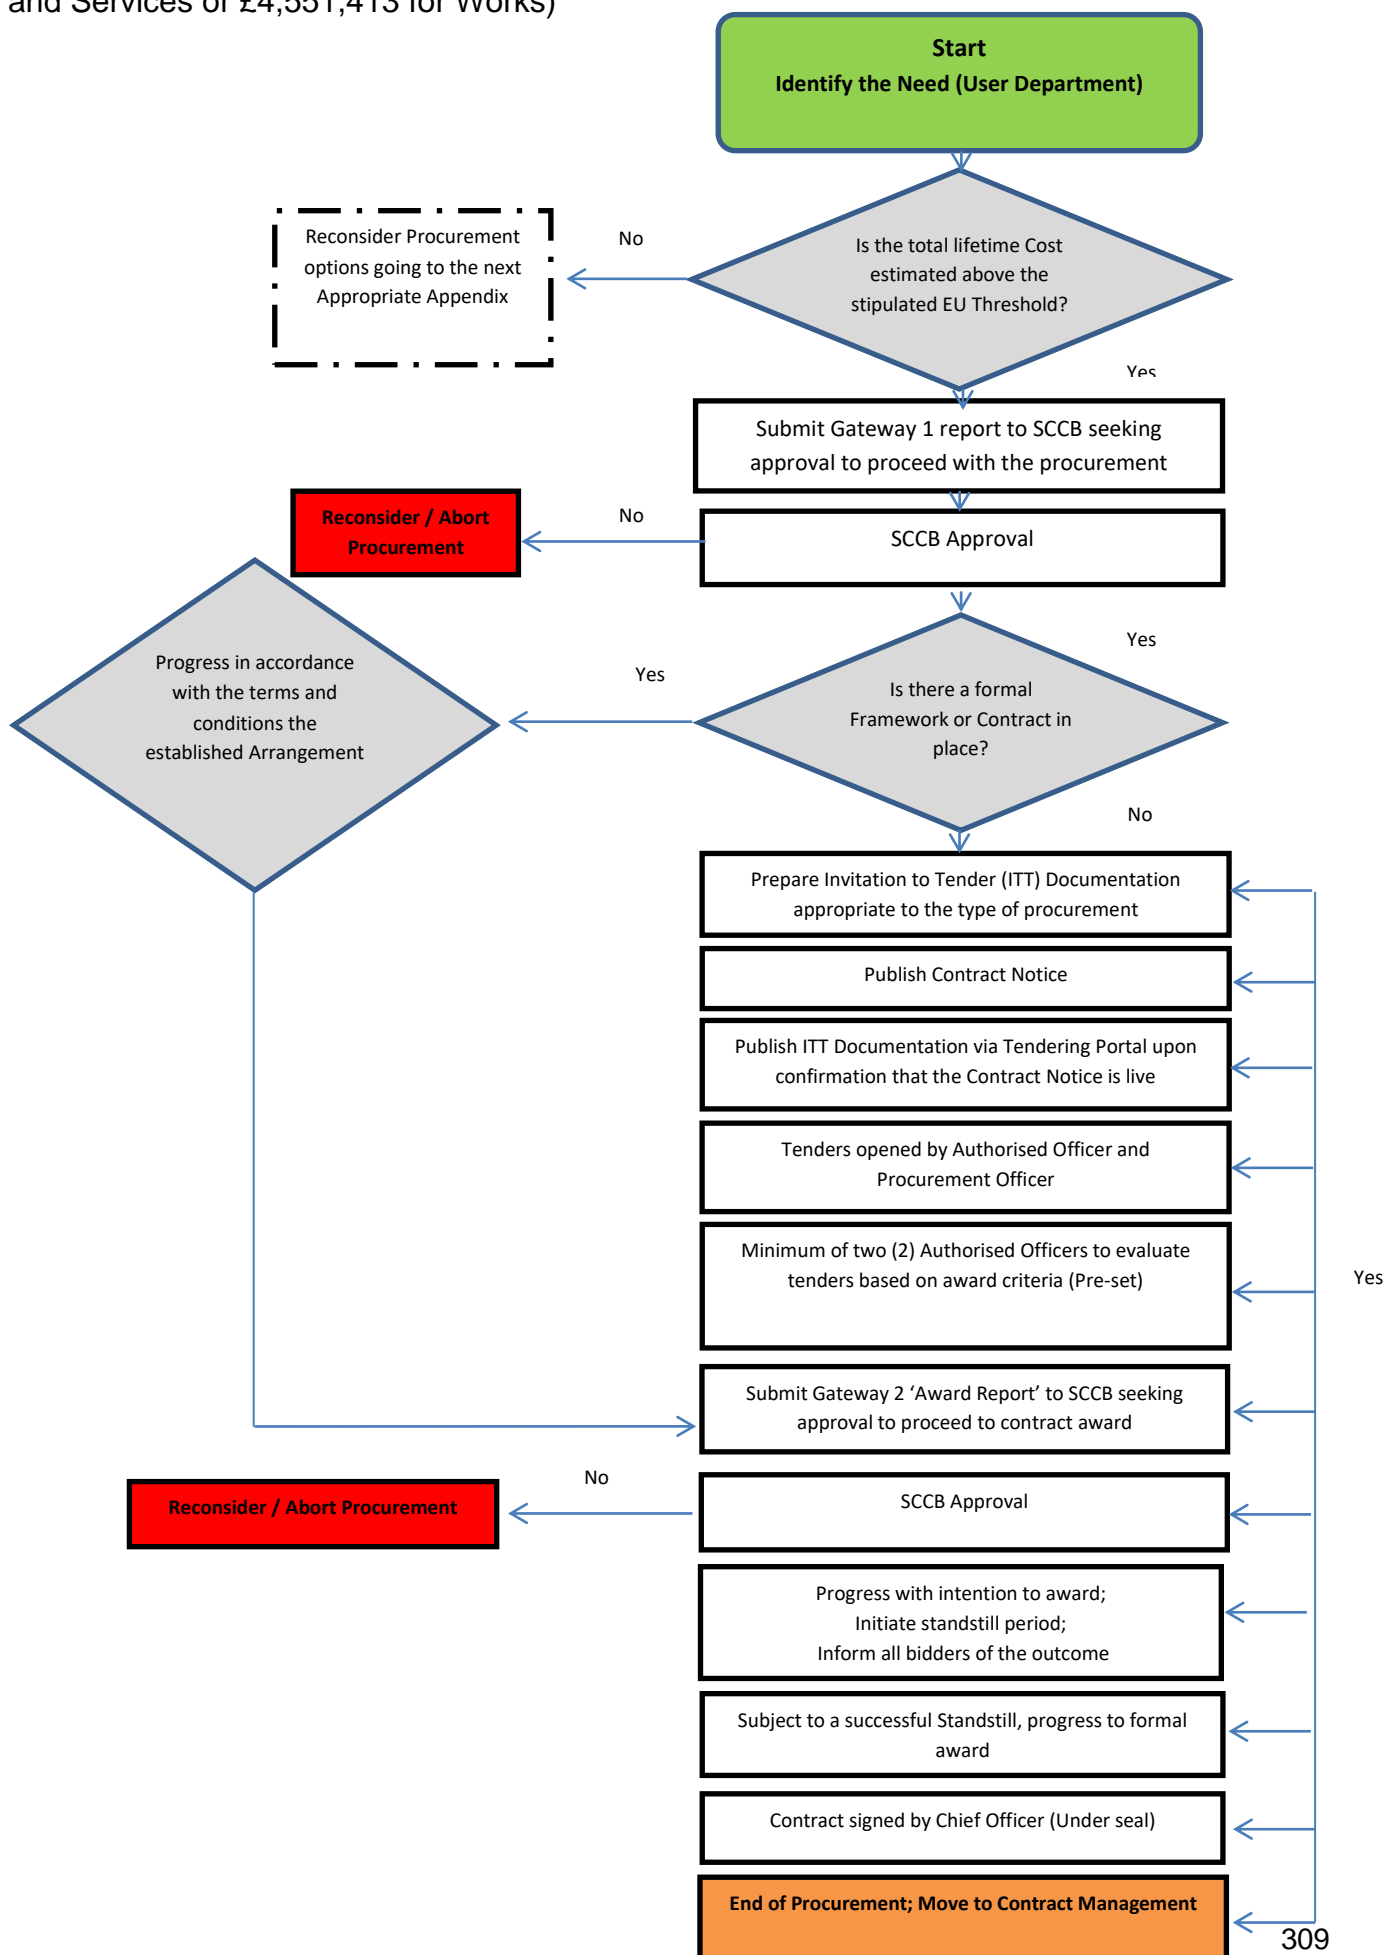 and Services or £4,551,413 for Works)
Start
Identify the Need (User Department)
Is the total lifetime Cost
estimated above the
stipulated EU Threshold?
No
Reconsider Procurement
options going to the next
Appropriate Appendix
Yes
Submit Gateway 1 report to SCCB seeking
approval to proceed with the procurement
SCCB Approval
No
Reconsider / Abort
Procurement
Yes
Is there a formal
Framework or Contract in
place?
Yes
Progress in accordance
with the terms and
conditions the
established Arrangement
No
Prepare Invitation to Tender (ITT) Documentation
appropriate to the type of procurement
Publish Contract Notice
Publish ITT Documentation via Tendering Portal upon
confirmation that the Contract Notice is live
Tenders opened by Authorised Officer and
Procurement Officer
Minimum of two (2) Authorised Officers to evaluate
tenders based on award criteria (Pre-set)
Yes
Submit Gateway 2 ‘Award Report’ to SCCB seeking
approval to proceed to contract award
SCCB Approval
No
Reconsider / Abort Procurement
Progress with intention to award;
Initiate standstill period;
Inform all bidders of the outcome
Subject to a successful Standstill, progress to formal
award
Contract signed by Chief Officer (Under seal)
End of Procurement; Move to Contract Management
309